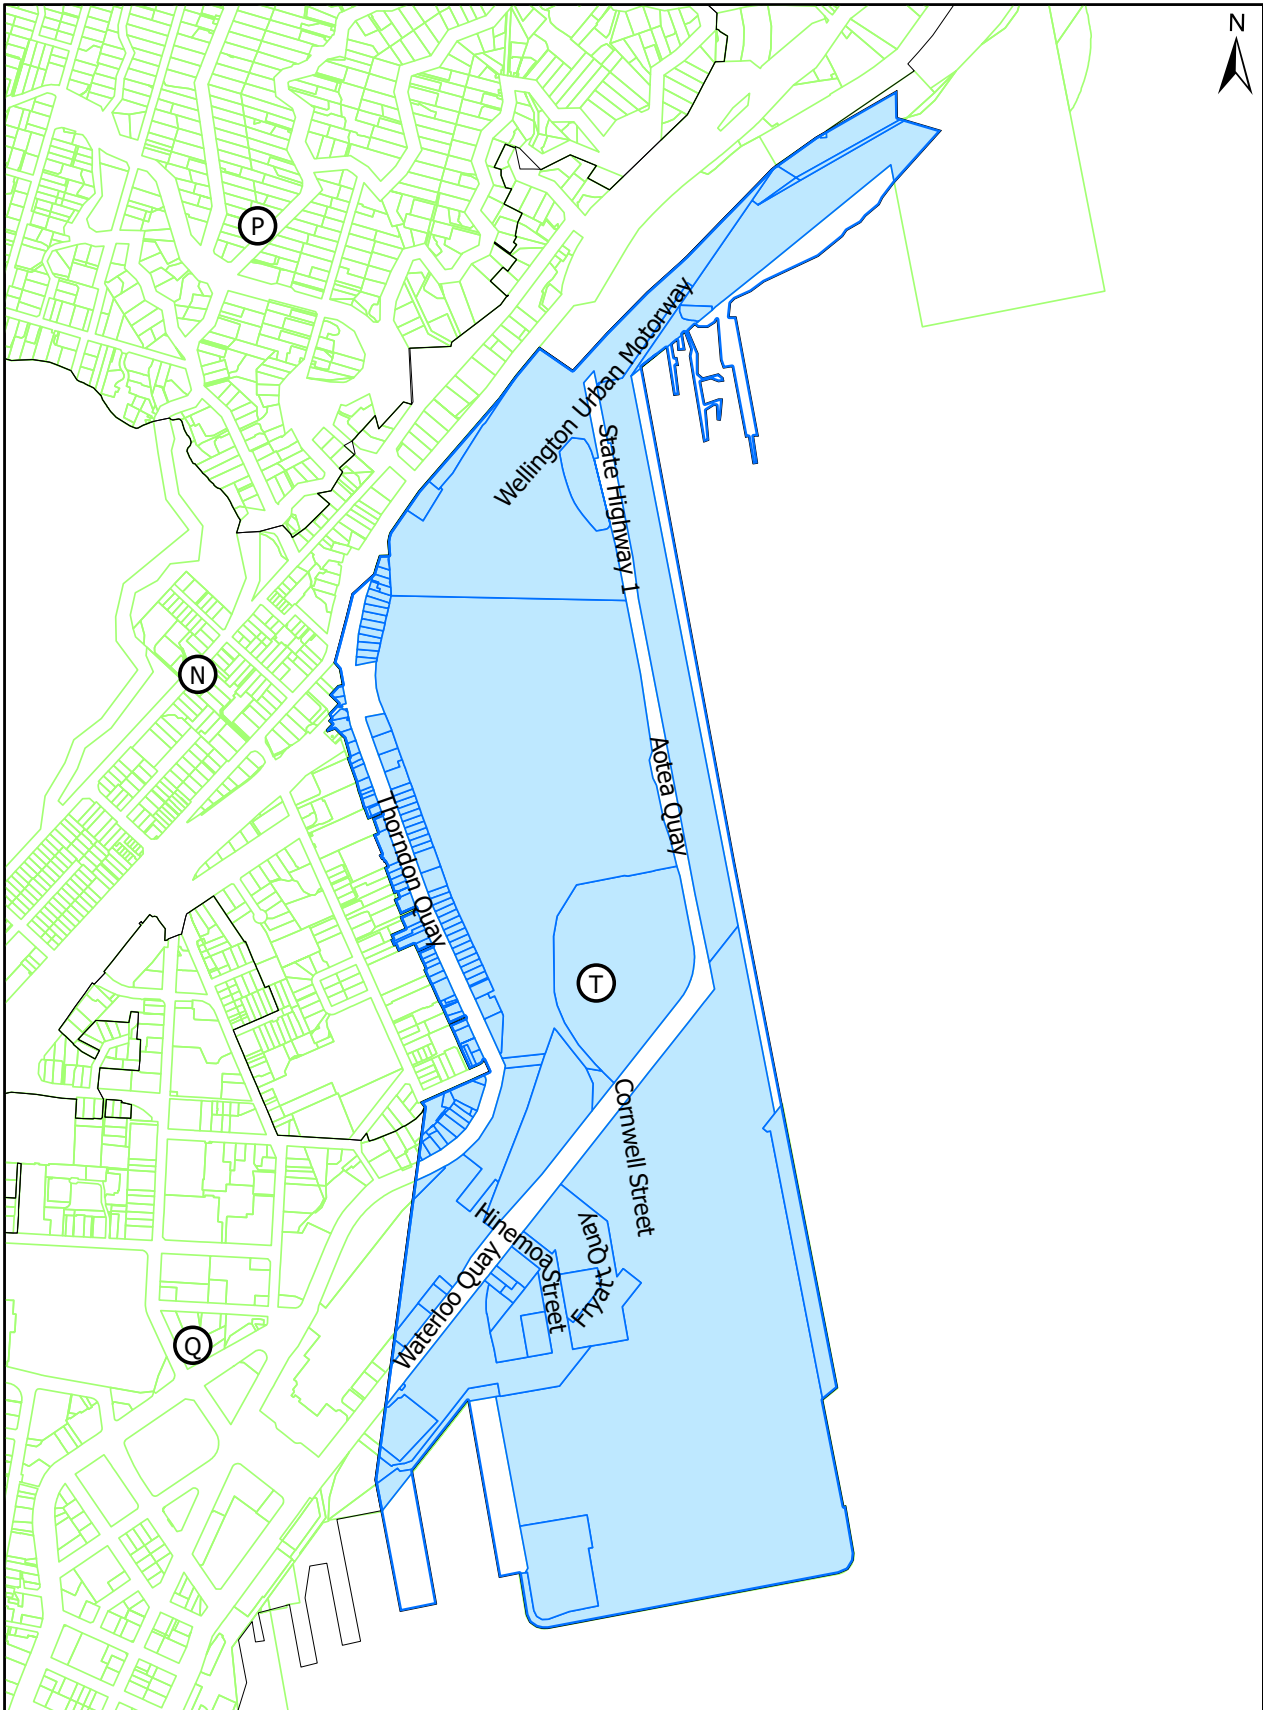 N
P
Wellington Urban Motorway
State Highway 1
N
Aotea Quay
Thorndon Quay
T
Cornwell Street
Hinemoa Street
Fryatt Quay
Waterloo Quay
Q